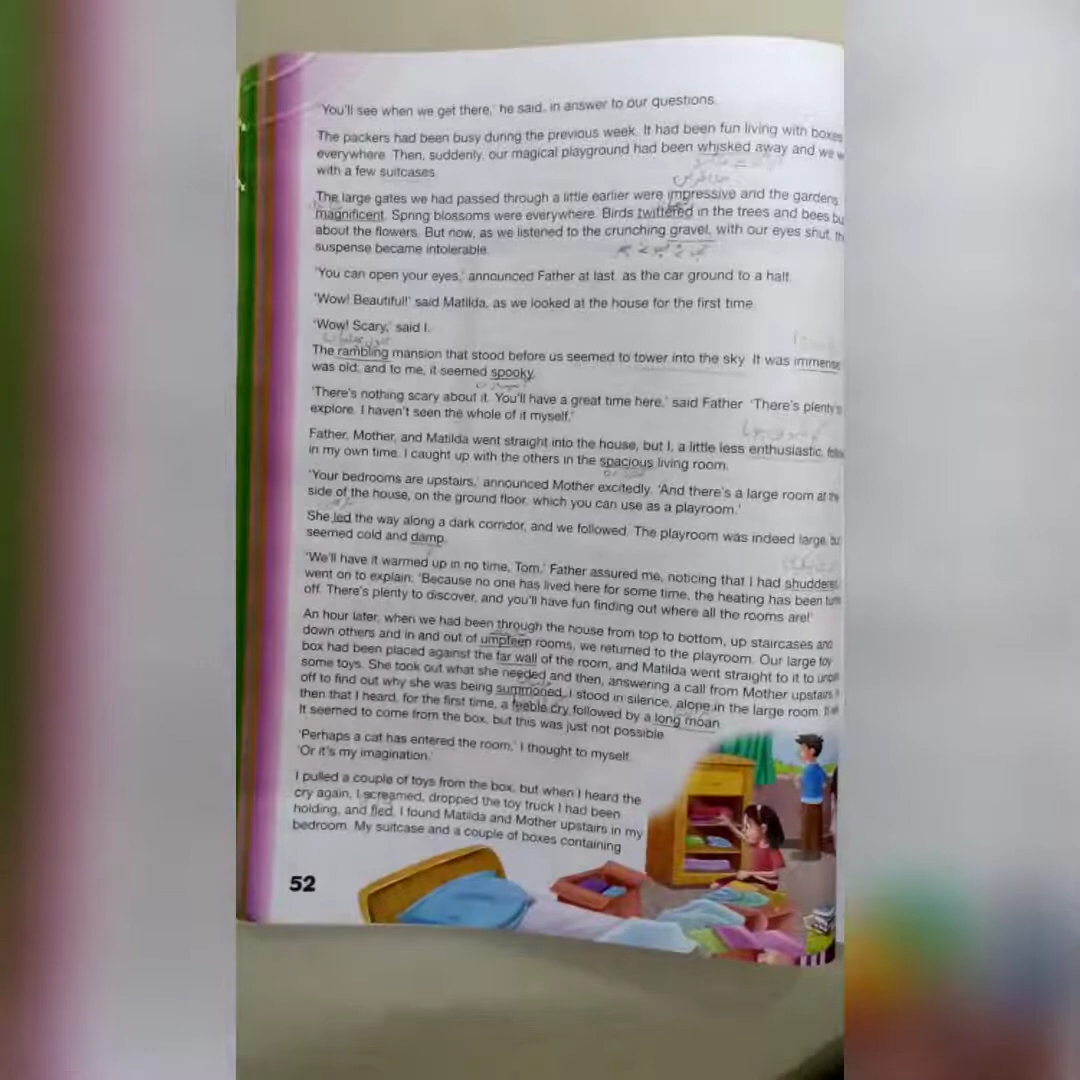 'You'll see when we get there,' he said, in answer to our questions.
The packers had been busy during the previous week. It had been fun living with boxes
everywhere. Then, suddenly, our magical playground had been whisked away and we
with a few suitcases.
The large gates we had passed through a little earlier were impressive and the gardens
magnificent. Spring blossoms were everywhere. Birds twittered in the trees and bees
about the flowers. But now, as we listened to the crunching gravel, with our eyes shut,
suspense became intolerable.
'You can open your eyes,' announced Father at last, as the car ground to a halt.
'Wow! Beautiful!' said Matilda, as we looked at the house for the first time.
'Wow! Scary,' said I.
The rambling mansion that stood before us seemed to tower into the sky. It was immense
was old; and to me, it seemed spooky.
'There's nothing scary about it. You'll have a great time here,' said Father. 'There's plenty
explore. I haven't seen the whole of it myself.'
Father, Mother, and Matilda went straight into the house, but I, a little less enthusiastic,
in my own time. I caught up with the others in the spacious living room.
'Your bedrooms are upstairs,' announced Mother excitedly. 'And there's a large room at the
side of the house, on the ground floor, which you can use as a playroom.'
She led the way along a dark corridor, and we followed. The playroom was indeed large,
seemed cold and damp.
'We'll have it warmed up in no time, Tom,' Father assured me, noticing that I had shuddered
went on to explain, 'Because no one has lived here for some time, the heating has been
off. There's plenty to discover, and you'll have fun finding out where all the rooms are!'
An hour later, when we had been through the house from top to bottom, up staircases and
down others and in and out of umpteen rooms, we returned to the playroom. Our large toy
box had been placed against the far wall of the room, and Matilda went straight to it to
some toys. She took out what she needed and then, answering a call from Mother upstairs,
off to find out why she was being summoned. I stood in silence, alone in the large room. It
then that I heard, for the first time, a feeble cry followed by a long moan.
It seemed to come from the box, but this was just not possible.
'Perhaps a cat has entered the room,' I thought to myself.
'Or it's my imagination.'
I pulled a couple of toys from the box, but when I heard the
cry again, I screamed, dropped the toy truck I had been
holding, and fled. I found Matilda and Mother upstairs in my
bedroom. My suitcase and a couple of boxes containing
52